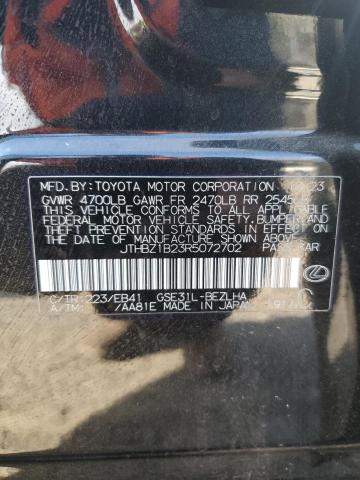 MFD.BY:TOYOTA MOTOR CORPORATION 23
GVWR 4700LB GAWR FR 2470LB RR
THIS VEHICLE CONFORMS TO ALL APPLICABLE
FEDERAL MOTOR VEHICLE SAFETY,BUMPER,AND
THEFT PREVENTION STANDARDS IN EFFECT ON
THE DATE OF MANUFACTURE SHOWN ABOVE.
JTHBZ1B23R5072702 PASS.CAR
C/TR:223/EB41 GSE31L-BEZLHA
A/TM: /AA81E MADE IN JAPAN